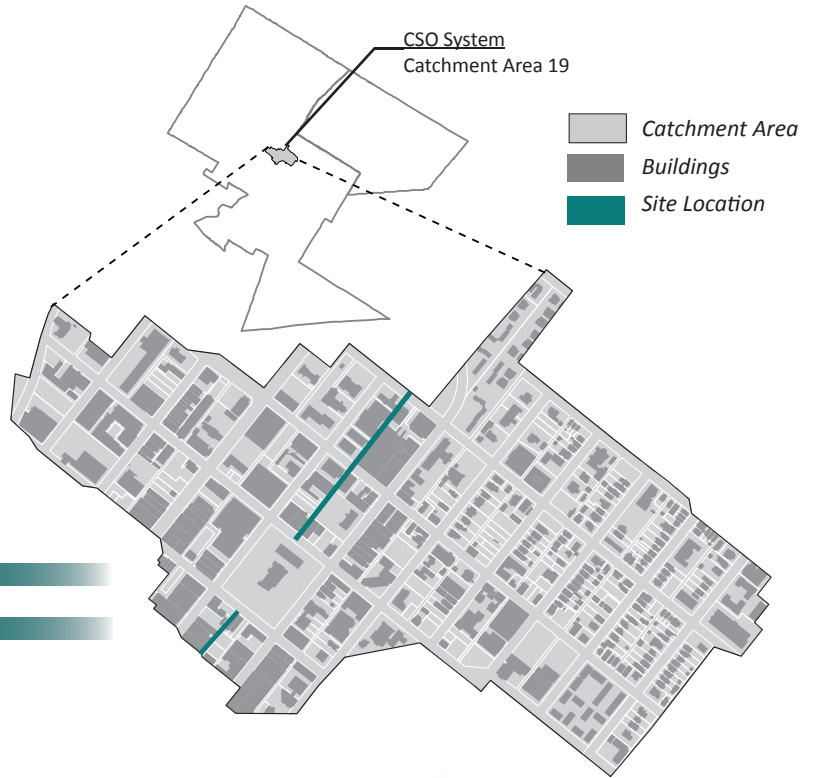 CSO System
Catchment Area 19
Catchment Area
Buildings
Site Location